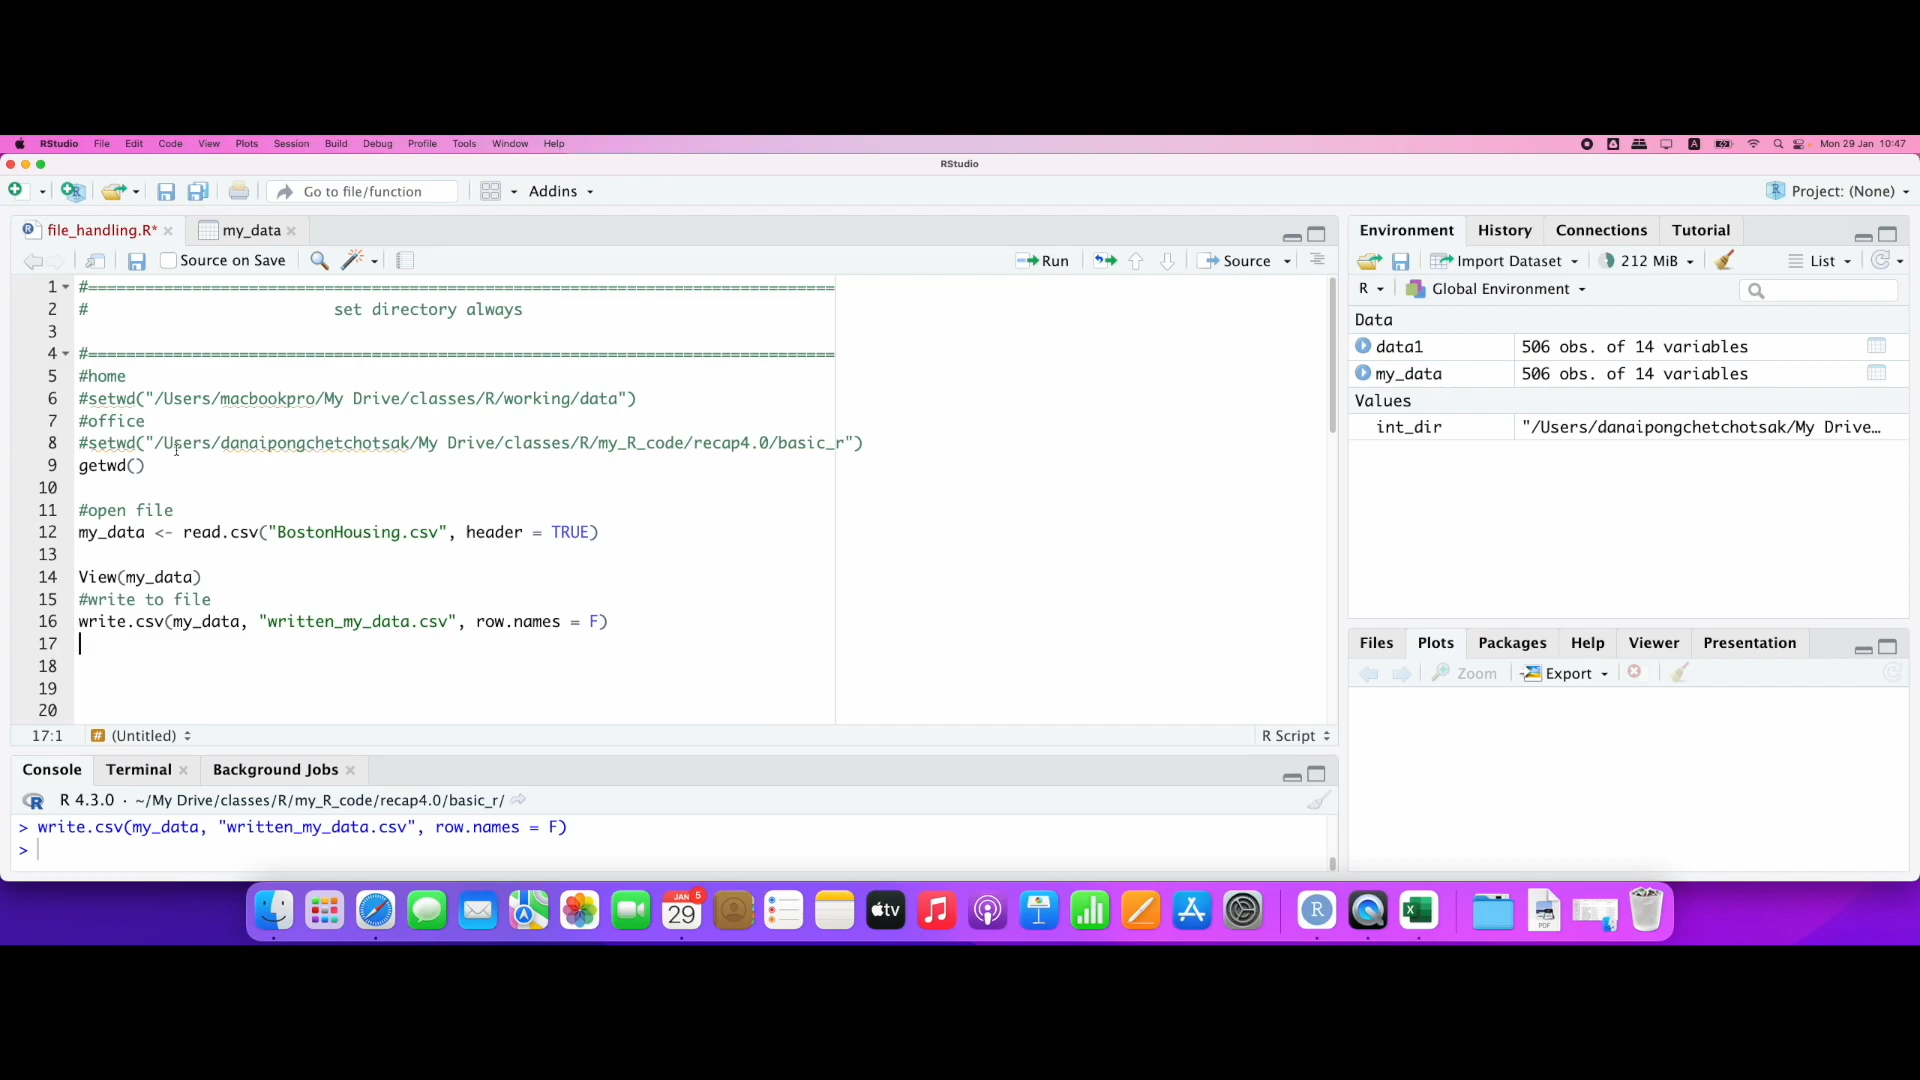 RStudio File Edit Code View Plots Session Build Debug Profile Tools Window Help A Mon 29 Jan 10:47
RStudio
Go to file/function Addins Project: (None)
file_handling.R* my_data
Source on Save Run Source
1 #===============================================================================
2 # set directory always
3
4 #===============================================================================
5 #home
6 #setwd("/Users/macbookpro/My Drive/classes/R/working/data")
7 #office
8 #setwd("/Users/danaipongchetchotsak/My Drive/classes/R/my_R_code/recap4.0/basic_r")
9 getwd()
10
11 #open file
12 my_data <- read.csv("BostonHousing.csv", header = TRUE)
13
14 View(my_data)
15 #write to file
16 write.csv(my_data, "written_my_data.csv", row.names = F)
17
18
19
20
17:1 # (Untitled) R Script
Console Terminal Background Jobs
R R 4.3.0 · ~/My Drive/classes/R/my_R_code/recap4.0/basic_r/
> write.csv(my_data, "written_my_data.csv", row.names = F)
>
Environment History Connections Tutorial
Import Dataset 212 MiB List
R Global Environment
Data
data1 506 obs. of 14 variables
my_data 506 obs. of 14 variables
Values
int_dir "/Users/danaipongchetchotsak/My Drive…
Files Plots Packages Help Viewer Presentation
Zoom Export
JAN 5
29
tv
R
X
PDF